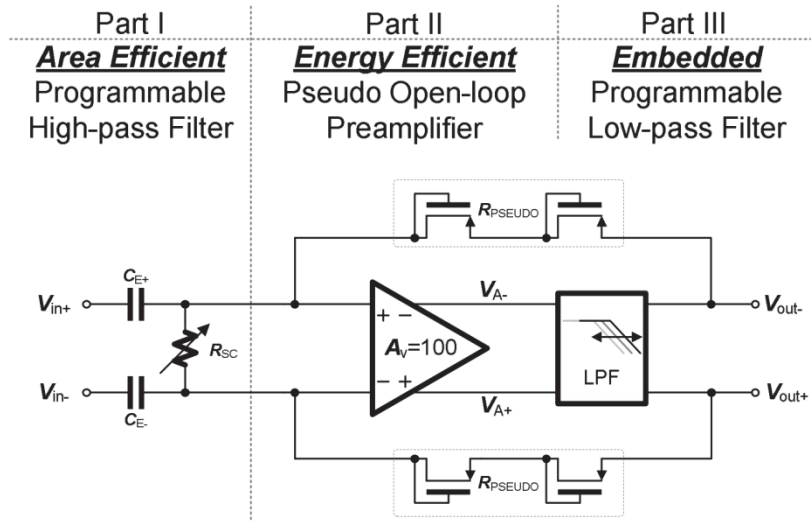 Part I
Part II
Part III
Area Efficient
Programmable
High-pass Filter
Energy Efficient
Pseudo Open-loop
Preamplifier
Embedded
Programmable
Low-pass Filter
RPSEUDO
CE+
Vin+
RSC
Vin-
CE-
+ −
Av=100
− +
VA-
VA+
LPF
Vout-
Vout+
RPSEUDO